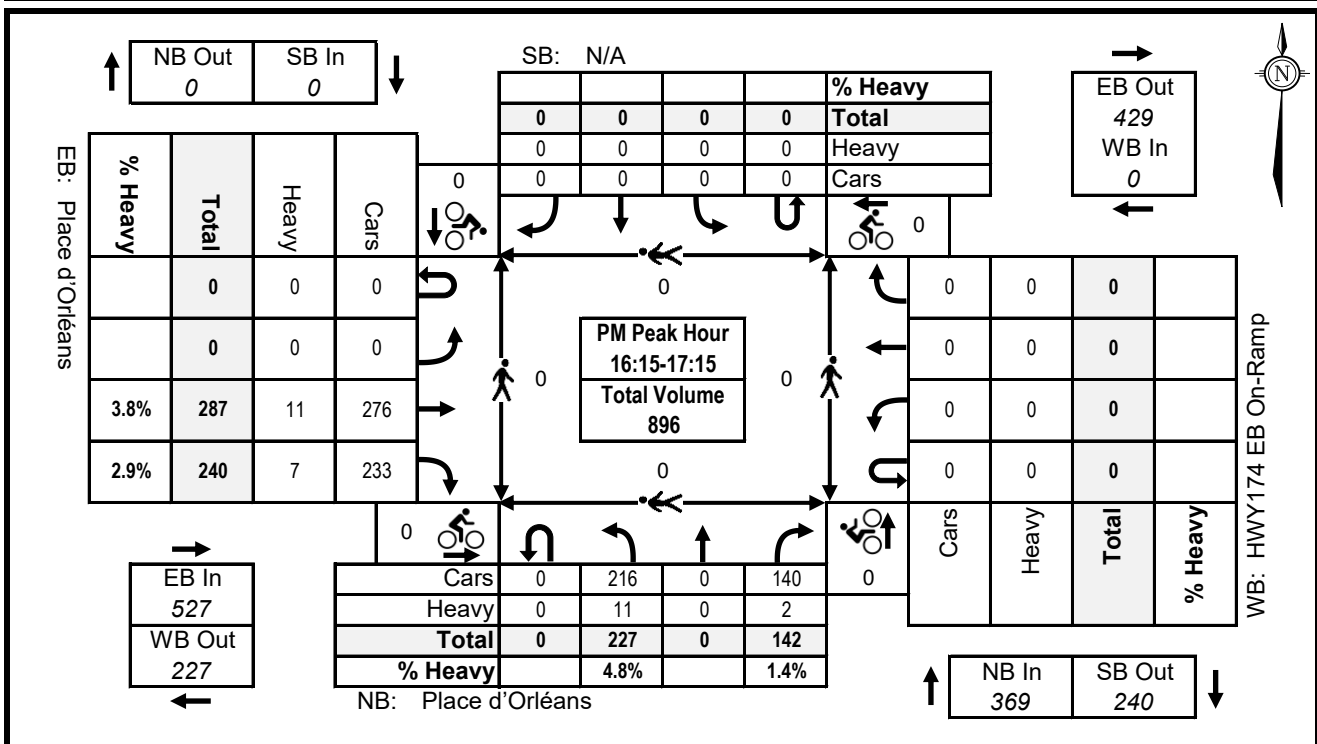 NB Out SB In
0 0
SB: N/A
% Heavy
0 0 0 0 Total
0 0 0 0 Heavy
0 0 0 0 Cars
EB Out
429
WB In
0
N
EB: Place d'Orléans
% Heavy Total Heavy Cars
0 0 0
0 0 0
3.8% 287 11 276
2.9% 240 7 233
0
0
0
0
0
0
PM Peak Hour
16:15-17:15
Total Volume
896
0 0 0
0 0 0
0 0 0
0 0 0
Cars Heavy Total % Heavy
WB: HWY174 EB On-Ramp
0
0
Cars 0 216 0 140
Heavy 0 11 0 2
Total 0 227 0 142
% Heavy 4.8% 1.4%
NB: Place d'Orléans
EB In
527
WB Out
227
NB In SB Out
369 240